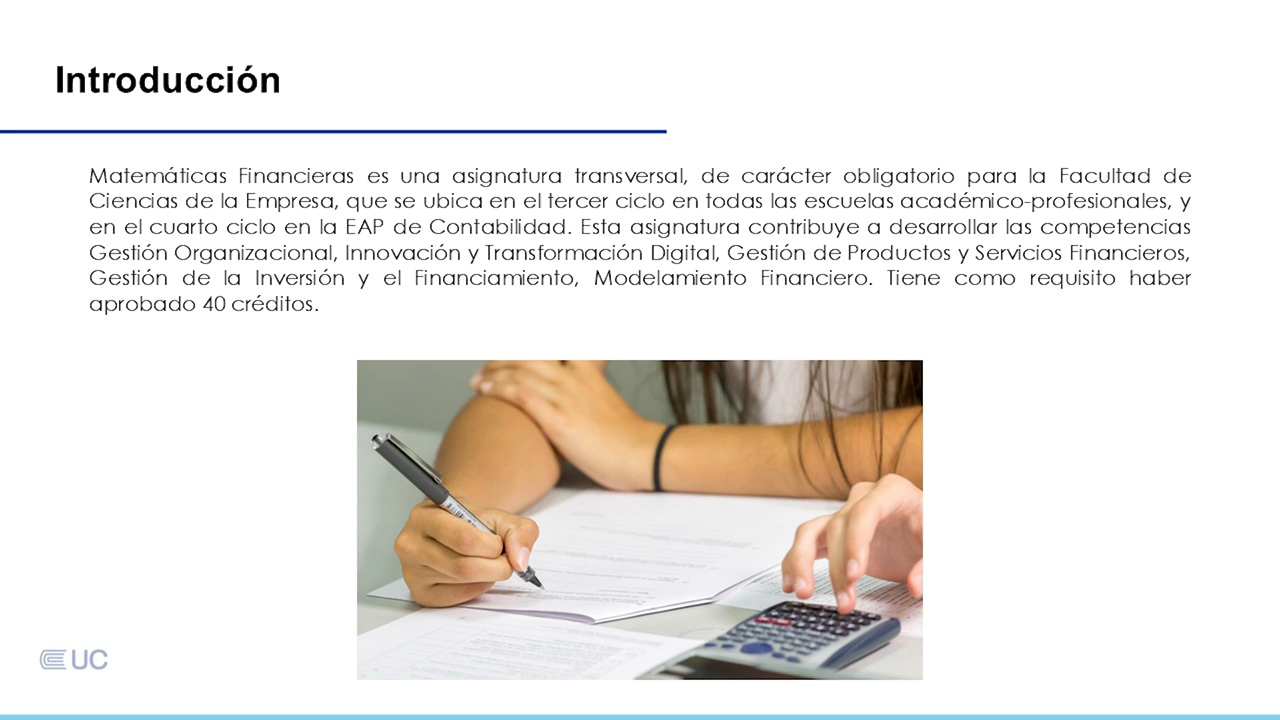 Introducción
Matemáticas Financieras es una asignatura transversal, de carácter obligatorio para la Facultad de
Ciencias de la Empresa, que se ubica en el tercer ciclo en todas las escuelas académico-profesionales, y
en el cuarto ciclo en la EAP de Contabilidad. Esta asignatura contribuye a desarrollar las competencias
Gestión Organizacional, Innovación y Transformación Digital, Gestión de Productos y Servicios Financieros,
Gestión de la Inversión y el Financiamiento, Modelamiento Financiero. Tiene como requisito haber
aprobado 40 créditos.
UC